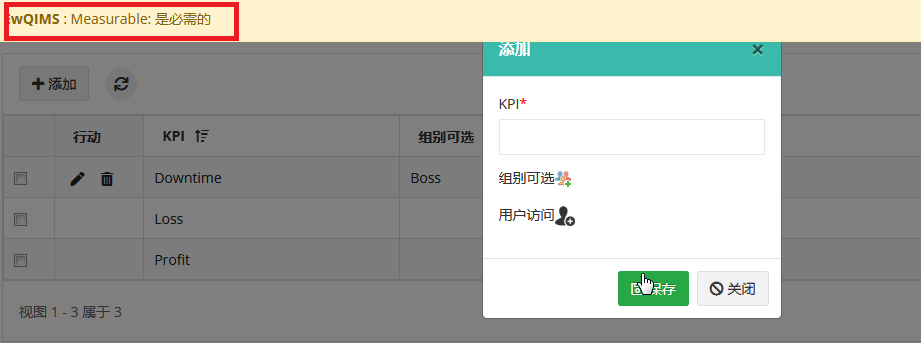 EwQIMS : Measurable: 是必需的
添加
添加
行动 KPI 组别可选
Downtime Boss
Loss
Profit
视图 1 - 3 属于 3
KPI*
组别可选
用户访问
保存 关闭